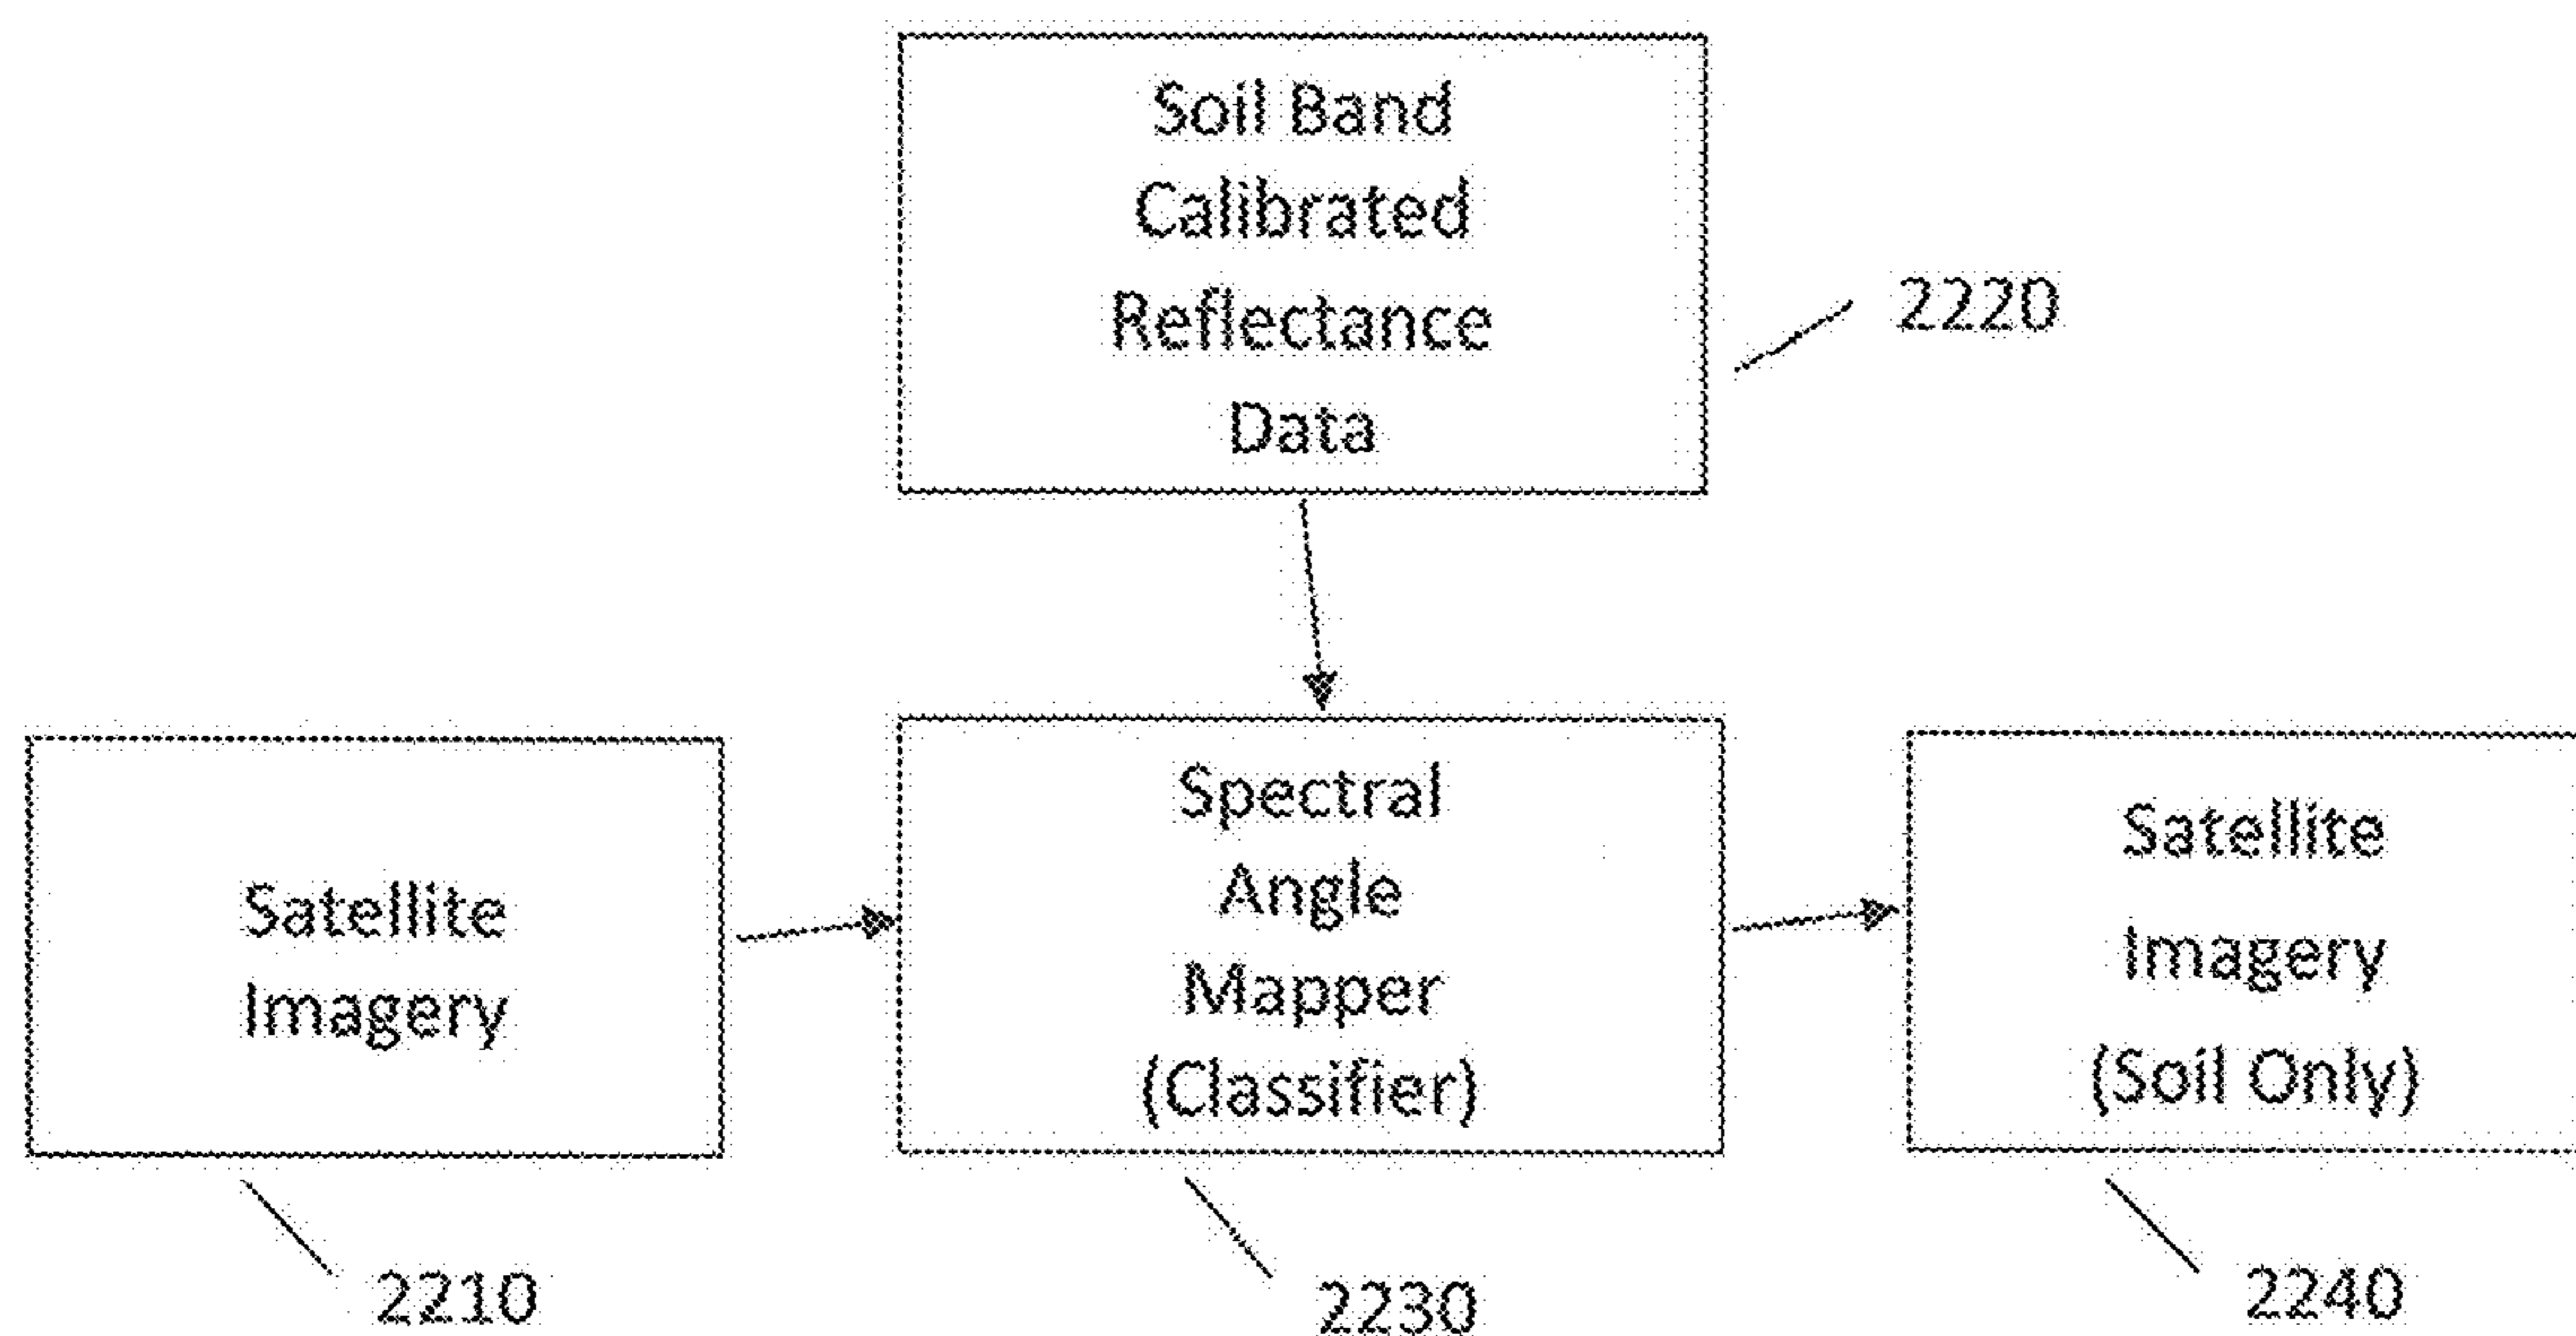 Soil Band
Calibrated
Reflectance
Data
2220
Satellite
Imagery
2210
Spectral
Angle
Mapper
(Classifier)
2230
Satellite
Imagery
(Soil Only)
2240